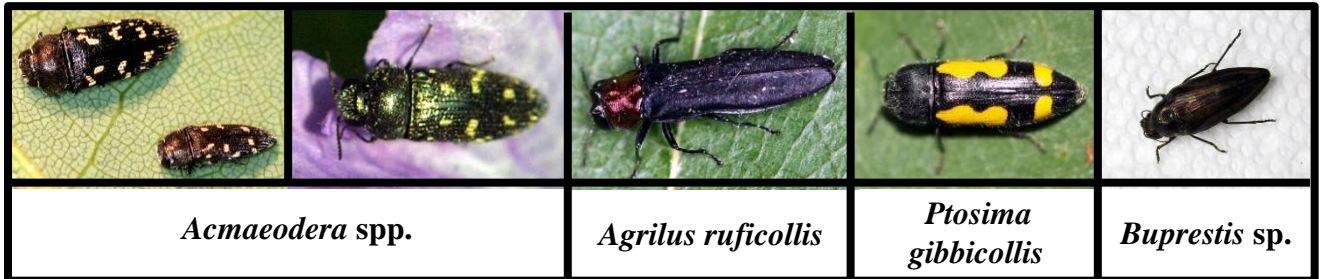 Acmaeodera spp.
Agrilus ruficollis
Ptosima
gibbicollis
Buprestis sp.